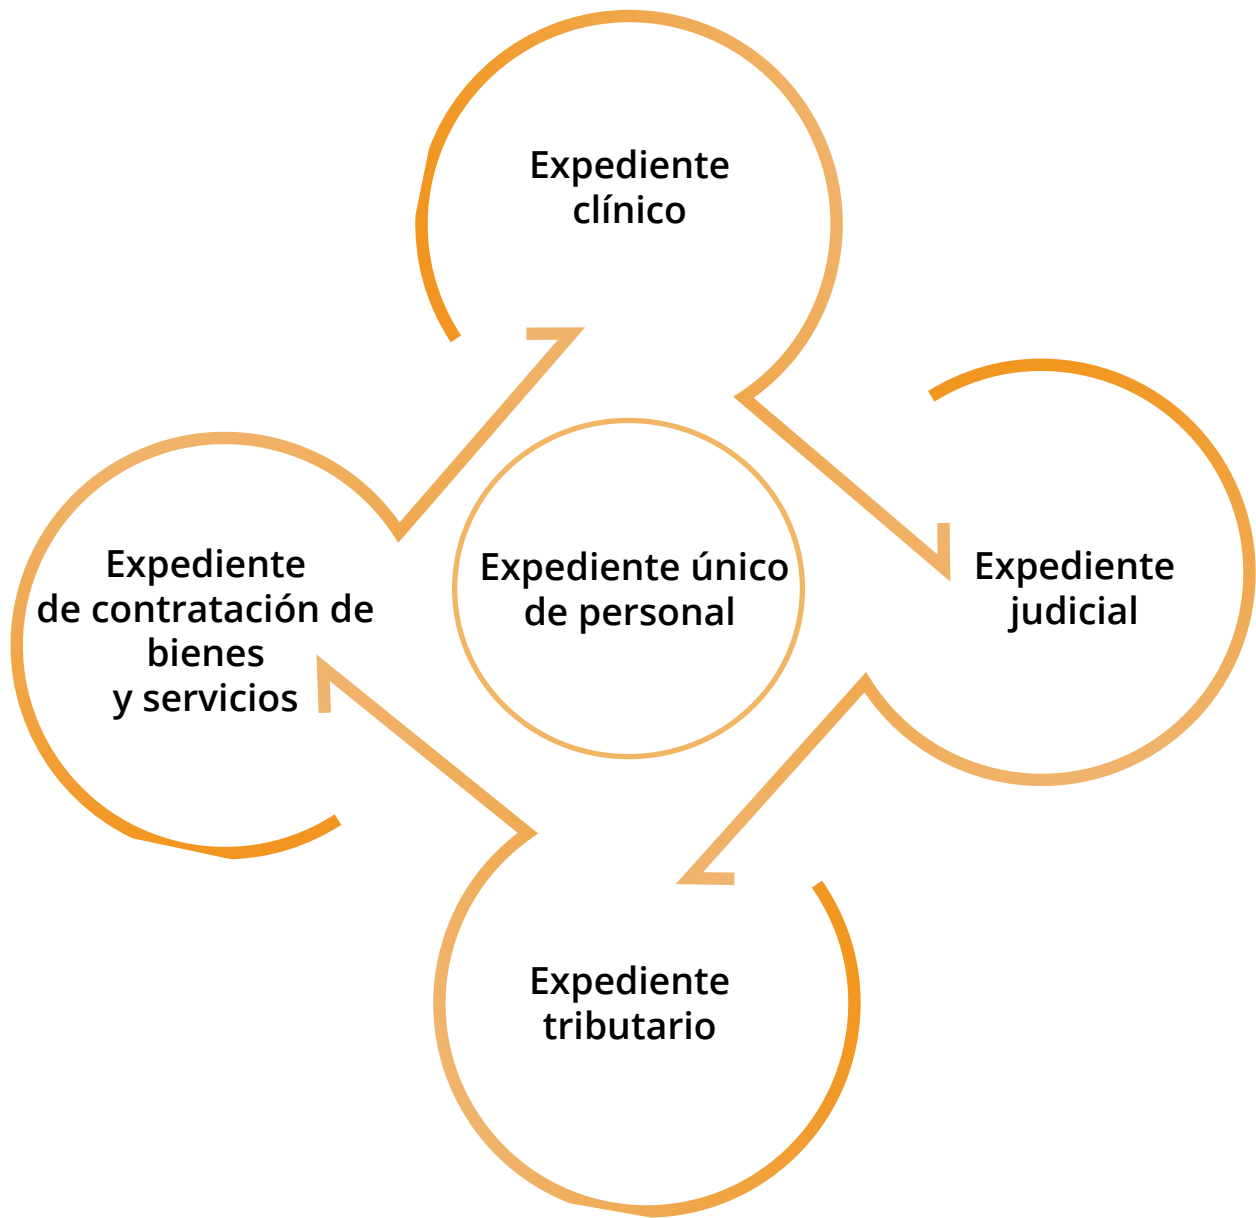 Expediente
clínico
Expediente
de contratación de
bienes
y servicios
Expediente único
de personal
Expediente
judicial
Expediente
tributario